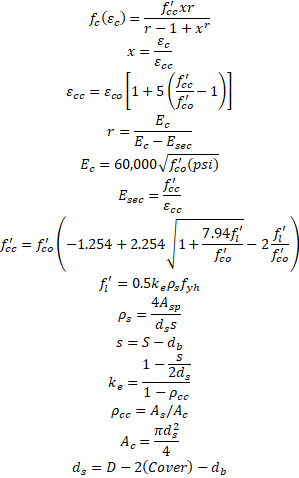 f_c(ε_c) = f'_cc xr / (r − 1 + x^r)
x = ε_c / ε_cc
ε_cc = ε_co [1 + 5 (f'_cc / f'_co − 1)]
r = E_c / (E_c − E_sec)
E_c = 60,000√(f'_co(psi))
E_sec = f'_cc / ε_cc
f'_cc = f'_co (−1.254 + 2.254 √(1 + 7.94f'_l / f'_co) − 2 f'_l / f'_co)
f'_l = 0.5k_e ρ_s f_yh
ρ_s = 4A_sp / (d_s s)
s = S − d_b
k_e = (1 − s / (2d_s)) / (1 − ρ_cc)
ρ_cc = A_s/A_c
A_c = πd_s^2 / 4
d_s = D − 2(Cover) − d_b